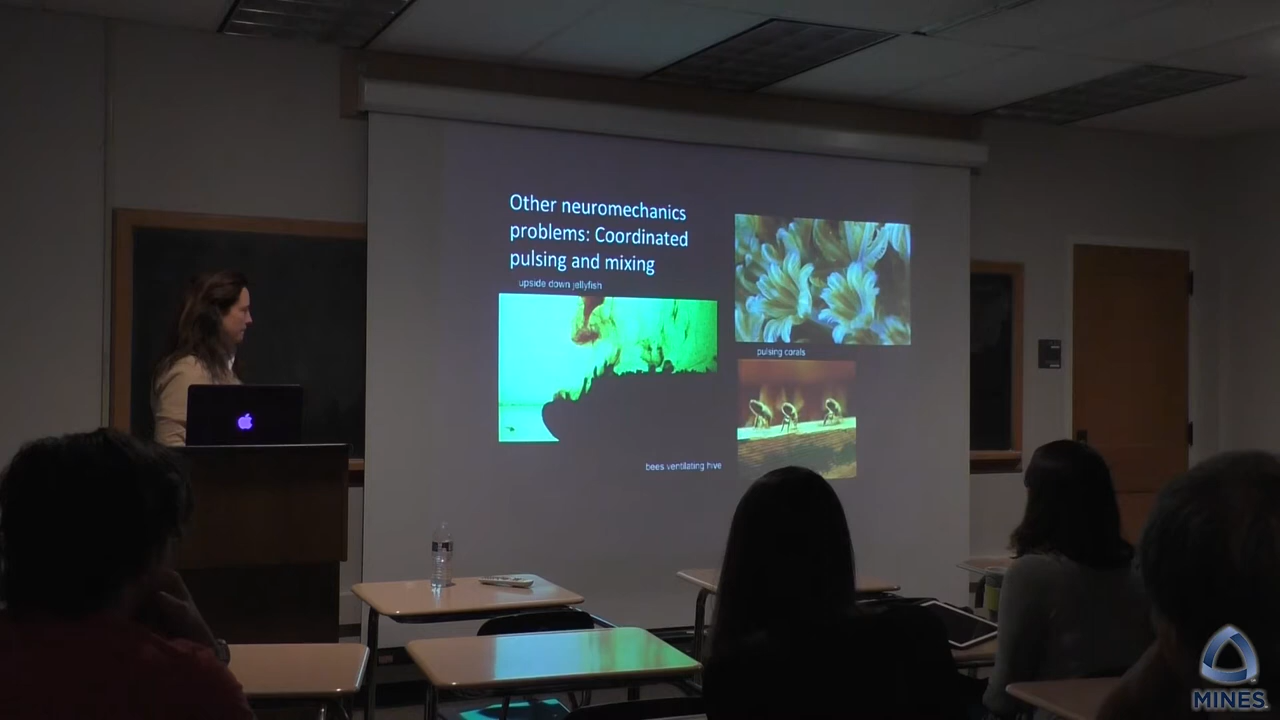 Other neuromechanics
problems: Coordinated
pulsing and mixing
upside down jellyfish
pulsing corals
bees ventilating hive
MINES